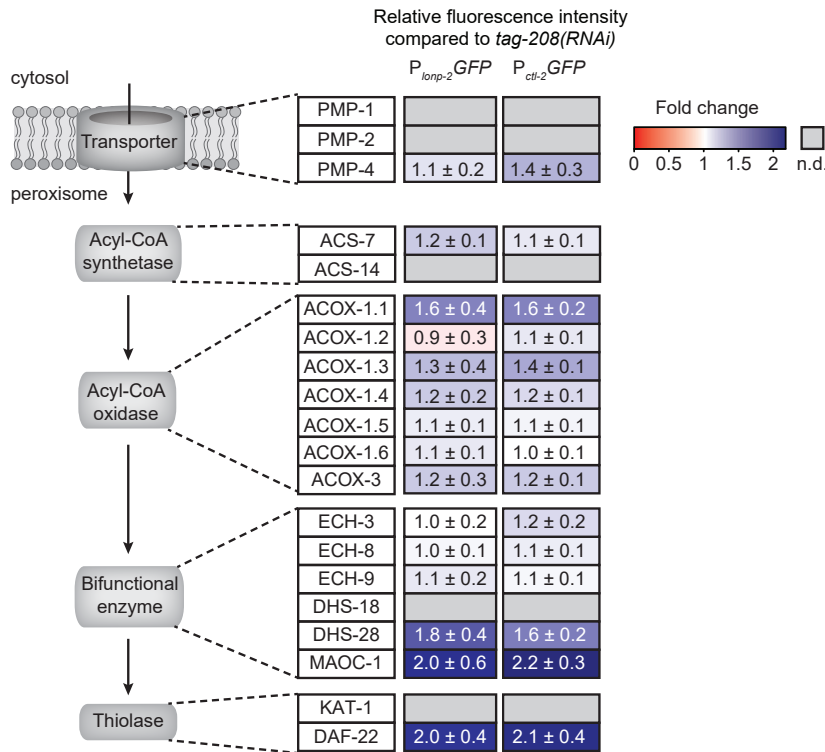 Relative fluorescence intensity
compared to tag-208(RNAi)
Plonp-2GFP Pctl-2GFP
cytosol
Transporter
peroxisome
PMP-1
PMP-2
PMP-4 1.1 ± 0.2 1.4 ± 0.3
Fold change
0 0.5 1 1.5 2 n.d.
Acyl-CoA
synthetase
ACS-7 1.2 ± 0.1 1.1 ± 0.1
ACS-14
Acyl-CoA
oxidase
ACOX-1.1 1.6 ± 0.4 1.6 ± 0.2
ACOX-1.2 0.9 ± 0.3 1.1 ± 0.1
ACOX-1.3 1.3 ± 0.4 1.4 ± 0.1
ACOX-1.4 1.2 ± 0.2 1.2 ± 0.1
ACOX-1.5 1.1 ± 0.1 1.1 ± 0.1
ACOX-1.6 1.1 ± 0.1 1.0 ± 0.1
ACOX-3 1.2 ± 0.3 1.2 ± 0.1
Bifunctional
enzyme
ECH-3 1.0 ± 0.2 1.2 ± 0.2
ECH-8 1.0 ± 0.1 1.1 ± 0.1
ECH-9 1.1 ± 0.2 1.1 ± 0.1
DHS-18
DHS-28 1.8 ± 0.4 1.6 ± 0.2
MAOC-1 2.0 ± 0.6 2.2 ± 0.3
Thiolase
KAT-1
DAF-22 2.0 ± 0.4 2.1 ± 0.4